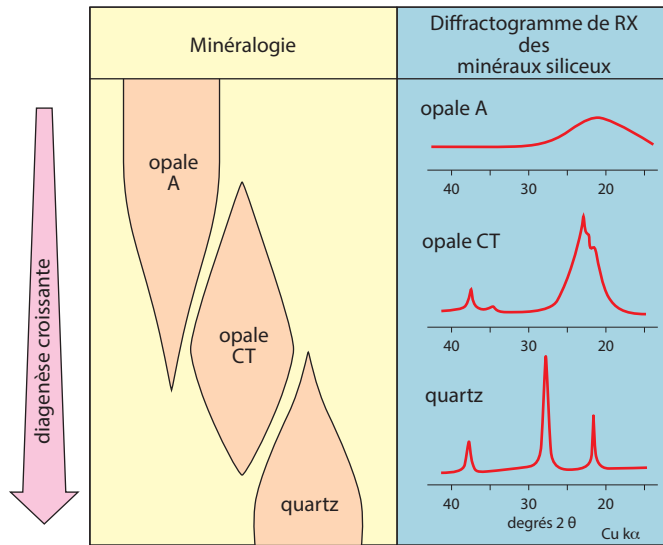 Minéralogie
Diffractogramme de RX
des
minéraux siliceux
diagenèse croissante
opale
A
opale
CT
quartz
opale A
40 30 20
opale CT
40 30 20
quartz
40 30 20
degrés 2 θ
Cu kα